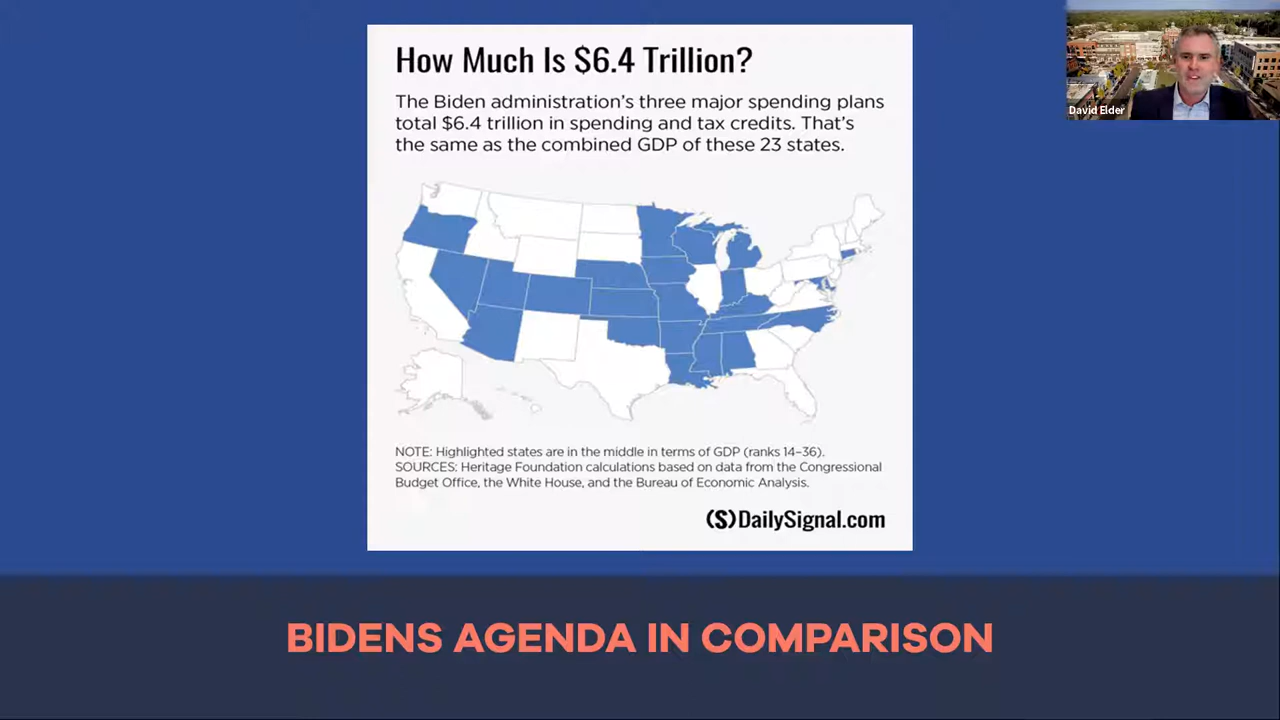 How Much Is $6.4 Trillion?
The Biden administration's three major spending plans
total $6.4 trillion in spending and tax credits. That's
the same as the combined GDP of these 23 states.
NOTE: Highlighted states are in the middle in terms of GDP (ranks 14–36).
SOURCES: Heritage Foundation calculations based on data from the Congressional
Budget Office, the White House, and the Bureau of Economic Analysis.
($)DailySignal.com
David Elder
BIDENS AGENDA IN COMPARISON